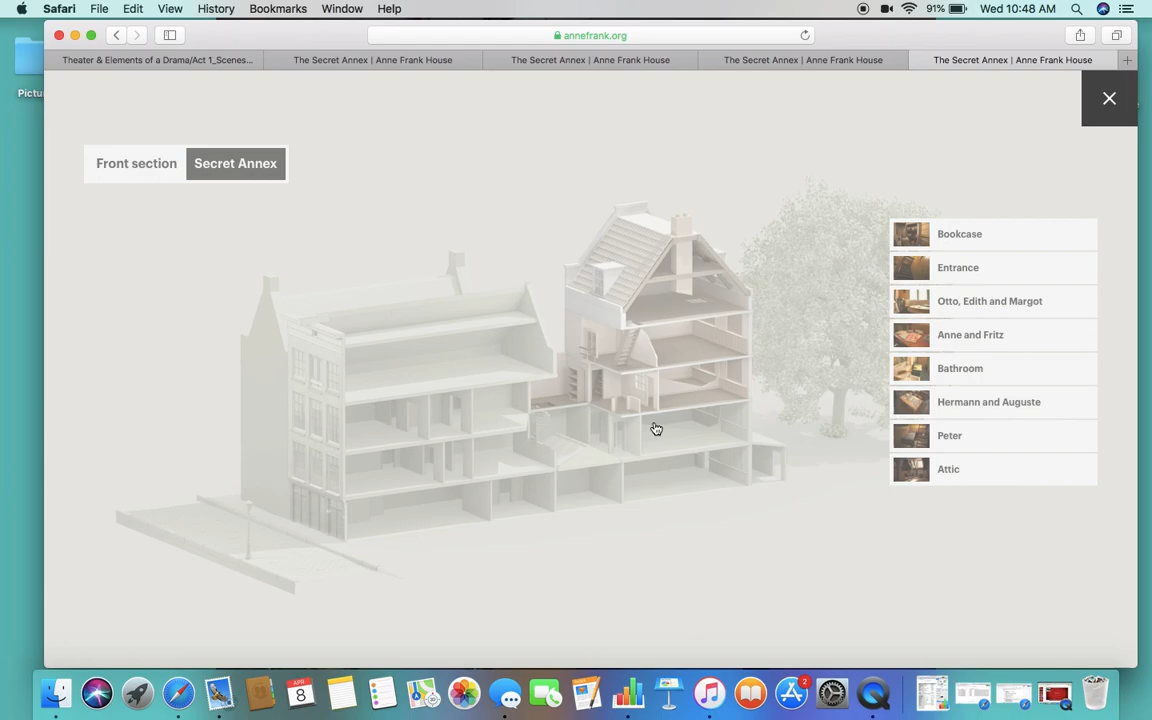 Safari File Edit View History Bookmarks Window Help 91% Wed 10:48 AM
annefrank.org
Theater & Elements of a Drama/Act 1_Scenes... The Secret Annex | Anne Frank House The Secret Annex | Anne Frank House The Secret Annex | Anne Frank House The Secret Annex | Anne Frank House
Pictu
Front section Secret Annex
Bookcase
Entrance
Otto, Edith and Margot
Anne and Fritz
Bathroom
Hermann and Auguste
Peter
Attic
APR
8
2